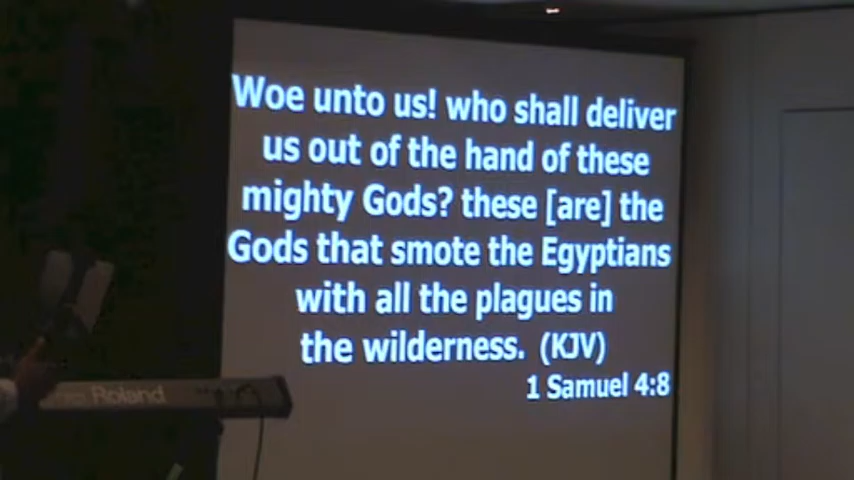 Woe unto us! who shall deliver
us out of the hand of these
mighty Gods? these [are] the
Gods that smote the Egyptians
with all the plagues in
the wilderness. (KJV)
1 Samuel 4:8
Roland